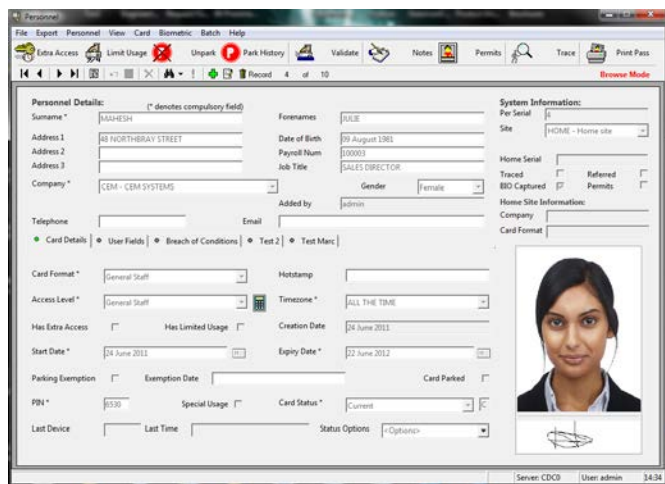 Personnel
File Export Personnel View Card Biometric Batch Help
Extra Access Limit Usage Unpark Park History Validate Notes Permits Trace Print Pass
Record 4 of 10 Browse Mode
Personnel Details: (* denotes compulsory field) System Information:
Surname * MAHESH Forenames JULIE Per Serial 4
Site HOME - Home site
Address 1 48 NORTHBRAY STREET Date of Birth 09 August 1981
Address 2 Payroll Num 100003
Address 3 Job Title SALES DIRECTOR Home Serial
Traced Referred
Company * CEM - CEM SYSTEMS Gender Female BIO Captured Permits
Added by admin Home Site Information:
Company
Telephone Email Card Format
Card Details User Fields Breach of Conditions Test 2 Test Marc
Card Format * General Staff Hotstamp
Access Level * General Staff Timezone * ALL THE TIME
Has Extra Access Has Limited Usage Creation Date 24 June 2011
Start Date * 24 June 2011 Expiry Date * 22 June 2012
Parking Exemption Exemption Date Card Parked
PIN * 6530 Special Usage Card Status * Current C
Last Device Last Time Status Options <Options>
Server: CDC0 User: admin 14:34